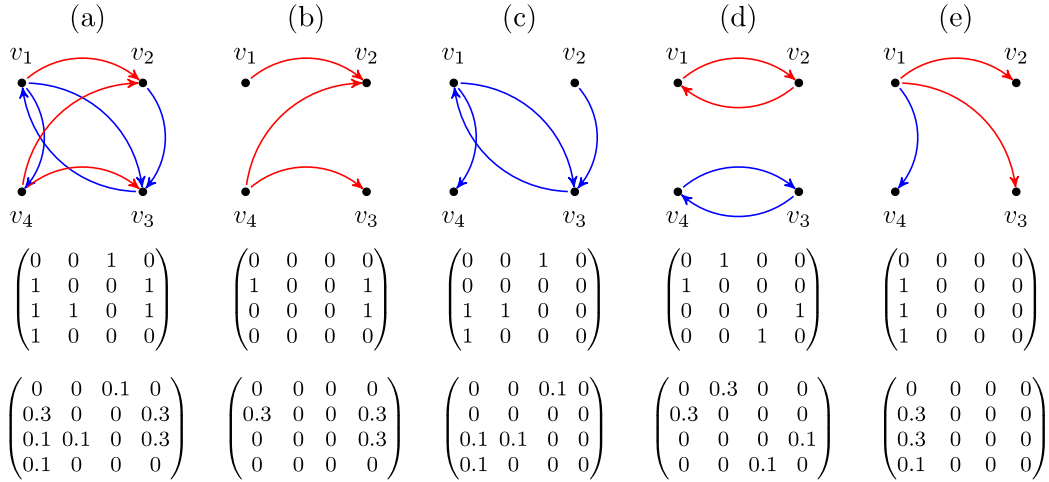 (a) (b) (c) (d) (e)
v1 v2 v1 v2 v1 v2 v1 v2 v1 v2
v4 v3 v4 v3 v4 v3 v4 v3 v4 v3
0 0 1 0 0 0 0 0 0 0 1 0 0 1 0 0 0 0 0 0
1 0 0 1 1 0 0 1 0 0 0 0 1 0 0 0 1 0 0 0
1 1 0 1 0 0 0 1 1 1 0 0 0 0 0 1 1 0 0 0
1 0 0 0 0 0 0 0 1 0 0 0 0 0 1 0 1 0 0 0
0 0 0.1 0 0 0 0 0 0 0 0.1 0 0 0.3 0 0 0 0 0 0
0.3 0 0 0.3 0.3 0 0 0.3 0 0 0 0 0.3 0 0 0 0.3 0 0 0
0.1 0.1 0 0.3 0 0 0 0.3 0.1 0.1 0 0 0 0 0 0.1 0.3 0 0 0
0.1 0 0 0 0 0 0 0 0.1 0 0 0 0 0 0.1 0 0.1 0 0 0